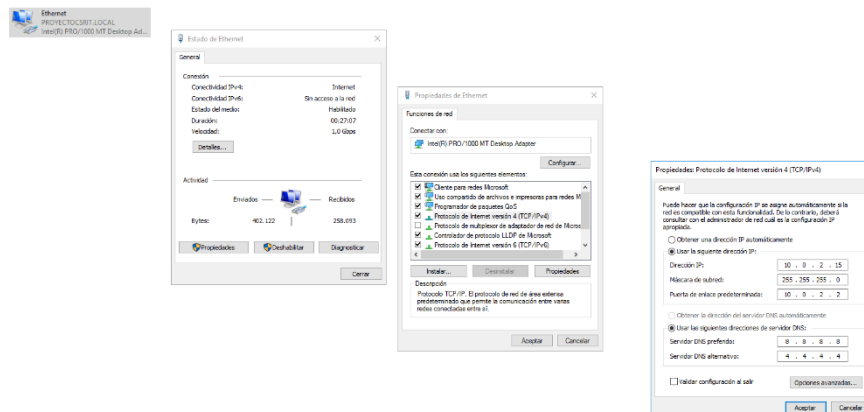 Ethernet
PROYECTOCSRIT.LOCAL
Intel(R) PRO/1000 MT Desktop Ad...
Estado de Ethernet
General
Conexión
Conectividad IPv4: Internet
Conectividad IPv6: Sin acceso a la red
Estado del medio: Habilitado
Duración: 00:27:07
Velocidad: 1,0 Gbps
Detalles...
Actividad
Enviados — — Recibidos
Bytes: 402.122 | 258.093
Propiedades Deshabilitar Diagnosticar
Cerrar
Propiedades de Ethernet
Funciones de red
Conectar con:
Intel(R) PRO/1000 MT Desktop Adapter
Configurar...
Esta conexión usa los siguientes elementos:
Cliente para redes Microsoft
Uso compartido de archivos e impresoras para redes M
Programador de paquetes QoS
Protocolo de Internet versión 4 (TCP/IPv4)
Protocolo de multiplexor de adaptador de red de Micros
Controlador de protocolo LLDP de Microsoft
Protocolo de Internet versión 6 (TCP/IPv6)
Instalar... Desinstalar Propiedades
Descripción
Protocolo TCP/IP. El protocolo de red de área extensa
predeterminado que permite la comunicación entre varias
redes conectadas entre sí.
Aceptar Cancelar
Propiedades: Protocolo de Internet versión 4 (TCP/IPv4)
General
Puede hacer que la configuración IP se asigne automáticamente si la
red es compatible con esta funcionalidad. De lo contrario, deberá
consultar con el administrador de red cuál es la configuración IP
apropiada.
Obtener una dirección IP automáticamente
Usar la siguiente dirección IP:
Dirección IP: 10 . 0 . 2 . 15
Máscara de subred: 255 . 255 . 255 . 0
Puerta de enlace predeterminada: 10 . 0 . 2 . 2
Obtener la dirección del servidor DNS automáticamente
Usar las siguientes direcciones de servidor DNS:
Servidor DNS preferido: 8 . 8 . 8 . 8
Servidor DNS alternativo: 4 . 4 . 4 . 4
Validar configuración al salir
Opciones avanzadas...
Aceptar Cancelar